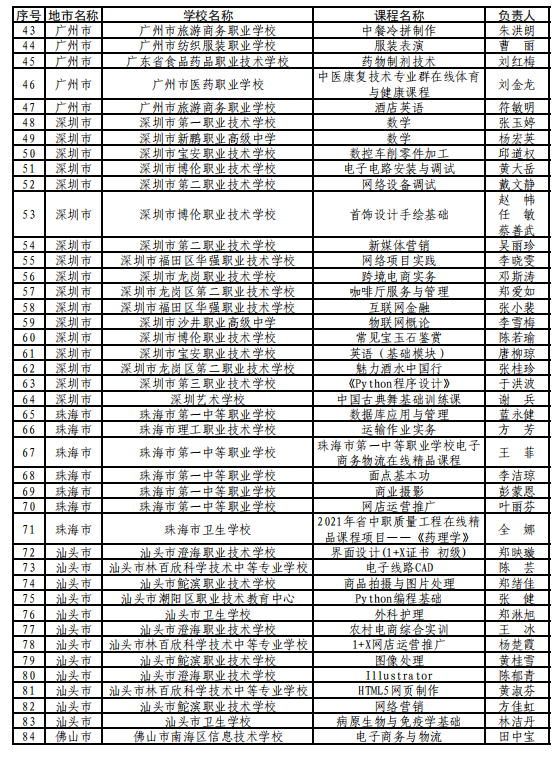 序号 地市名称 学校名称 课程名称 负责人
43 广州市 广州市旅游商务职业学校 中餐冷拼制作 朱洪朗
44 广州市 广州市纺织服装职业学校 服装表演 曹 丽
45 广州市 广东省食品药品职业技术学校 药物制剂技术 刘红梅
46 广州市 广州市医药职业学校 中医康复技术专业群在线体育与健康课程 刘金龙
47 广州市 广州市旅游商务职业学校 酒店英语 符敏明
48 深圳市 深圳市第一职业技术学校 数学 张玉婷
49 深圳市 深圳市新鹏职业高级中学 数学 杨宏英
50 深圳市 深圳市宝安职业技术学校 数控车削零件加工 邱道权
51 深圳市 深圳市博伦职业技术学校 电子电路安装与调试 黄大岳
52 深圳市 深圳市第二职业技术学校 网络设备调试 戴文静
53 深圳市 深圳市博伦职业技术学校 首饰设计手绘基础 赵 帏
任 敏
蔡善武
54 深圳市 深圳市第二职业技术学校 新媒体营销 吴丽珍
55 深圳市 深圳市福田区华强职业技术学校 网络项目实践 李晓雯
56 深圳市 深圳市龙岗职业技术学校 跨境电商实务 邓斯涛
57 深圳市 深圳市龙岗区第二职业技术学校 咖啡厅服务与管理 郑爱如
58 深圳市 深圳市福田区华强职业技术学校 互联网金融 张小裴
59 深圳市 深圳市沙井职业高级中学 物联网概论 李雪梅
60 深圳市 深圳市博伦职业技术学校 常见宝玉石鉴赏 陈若瑜
61 深圳市 深圳市宝安职业技术学校 英语（基础模块） 唐柳琼
62 深圳市 深圳市龙岗区第二职业技术学校 魅力酒水中国行 张桂珍
63 深圳市 深圳市第三职业技术学校 《Python程序设计》 于洪波
64 深圳市 深圳艺术学校 中国古典舞基础训练课 谢 兵
65 珠海市 珠海市第一中等职业学校 数据库应用与管理 蓝永健
66 珠海市 珠海市理工职业技术学校 运输作业实务 方 芳
67 珠海市 珠海市第一中等职业学校 珠海市第一中等职业学校电子商务物流在线精品课程 王 菲
68 珠海市 珠海市第一中等职业学校 面点基本功 李洁琼
69 珠海市 珠海市第一中等职业学校 商业摄影 彭蒙恩
70 珠海市 珠海市第一中等职业学校 网店运营推广 叶丽芬
71 珠海市 珠海市卫生学校 2021年省中职质量工程在线精品课程项目——《药理学》 全 娜
72 汕头市 汕头市澄海职业技术学校 界面设计(1+X证书 初级) 郑映璇
73 汕头市 汕头市林百欣科学技术中等专业学校 电子线路CAD 陈 芸
74 汕头市 汕头市鮀滨职业技术学校 商品拍摄与图片处理 郑绪佳
75 汕头市 汕头市潮阳区职业技术教育中心 Python编程基础 张 健
76 汕头市 汕头市卫生学校 外科护理 郑淋旭
77 汕头市 汕头市澄海职业技术学校 农村电商综合实训 王 冰
78 汕头市 汕头市林百欣科学技术中等专业学校 1+X网店运营推广 杨楚霞
79 汕头市 汕头市鮀滨职业技术学校 图像处理 黄桂雪
80 汕头市 汕头市澄海职业技术学校 Illustrator 陈郁青
81 汕头市 汕头市林百欣科学技术中等专业学校 HTML5网页制作 黄淑芬
82 汕头市 汕头市鮀滨职业技术学校 网络营销 方佳虹
83 汕头市 汕头市卫生学校 病原生物与免疫学基础 林洁丹
84 佛山市 佛山市南海区信息技术学校 电子商务与物流 田中宝